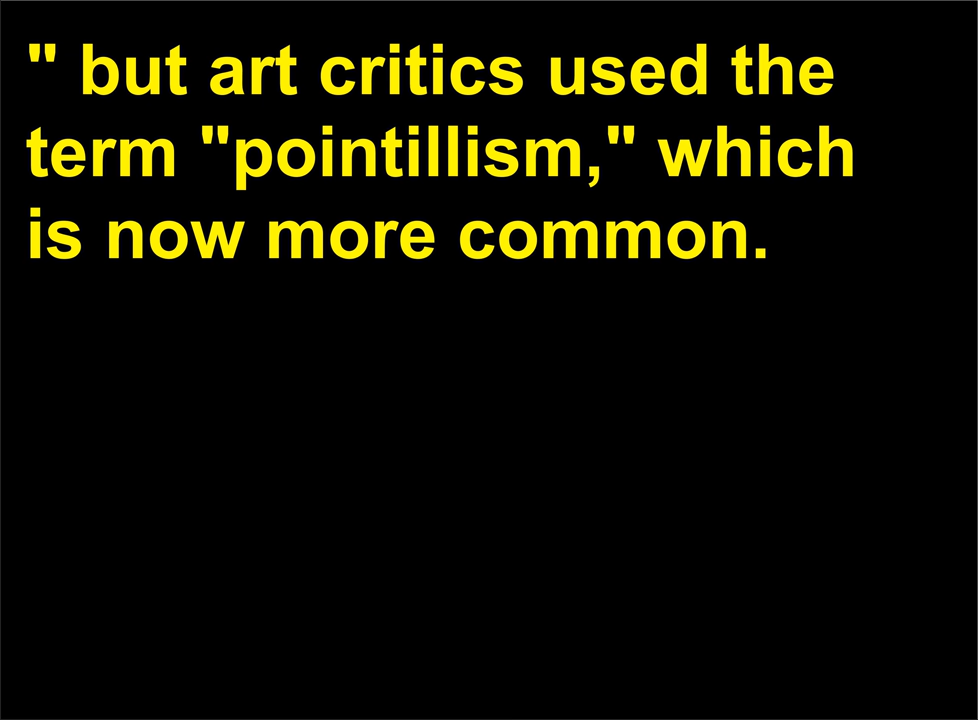 " but art critics used the
term "pointillism," which
is now more common.